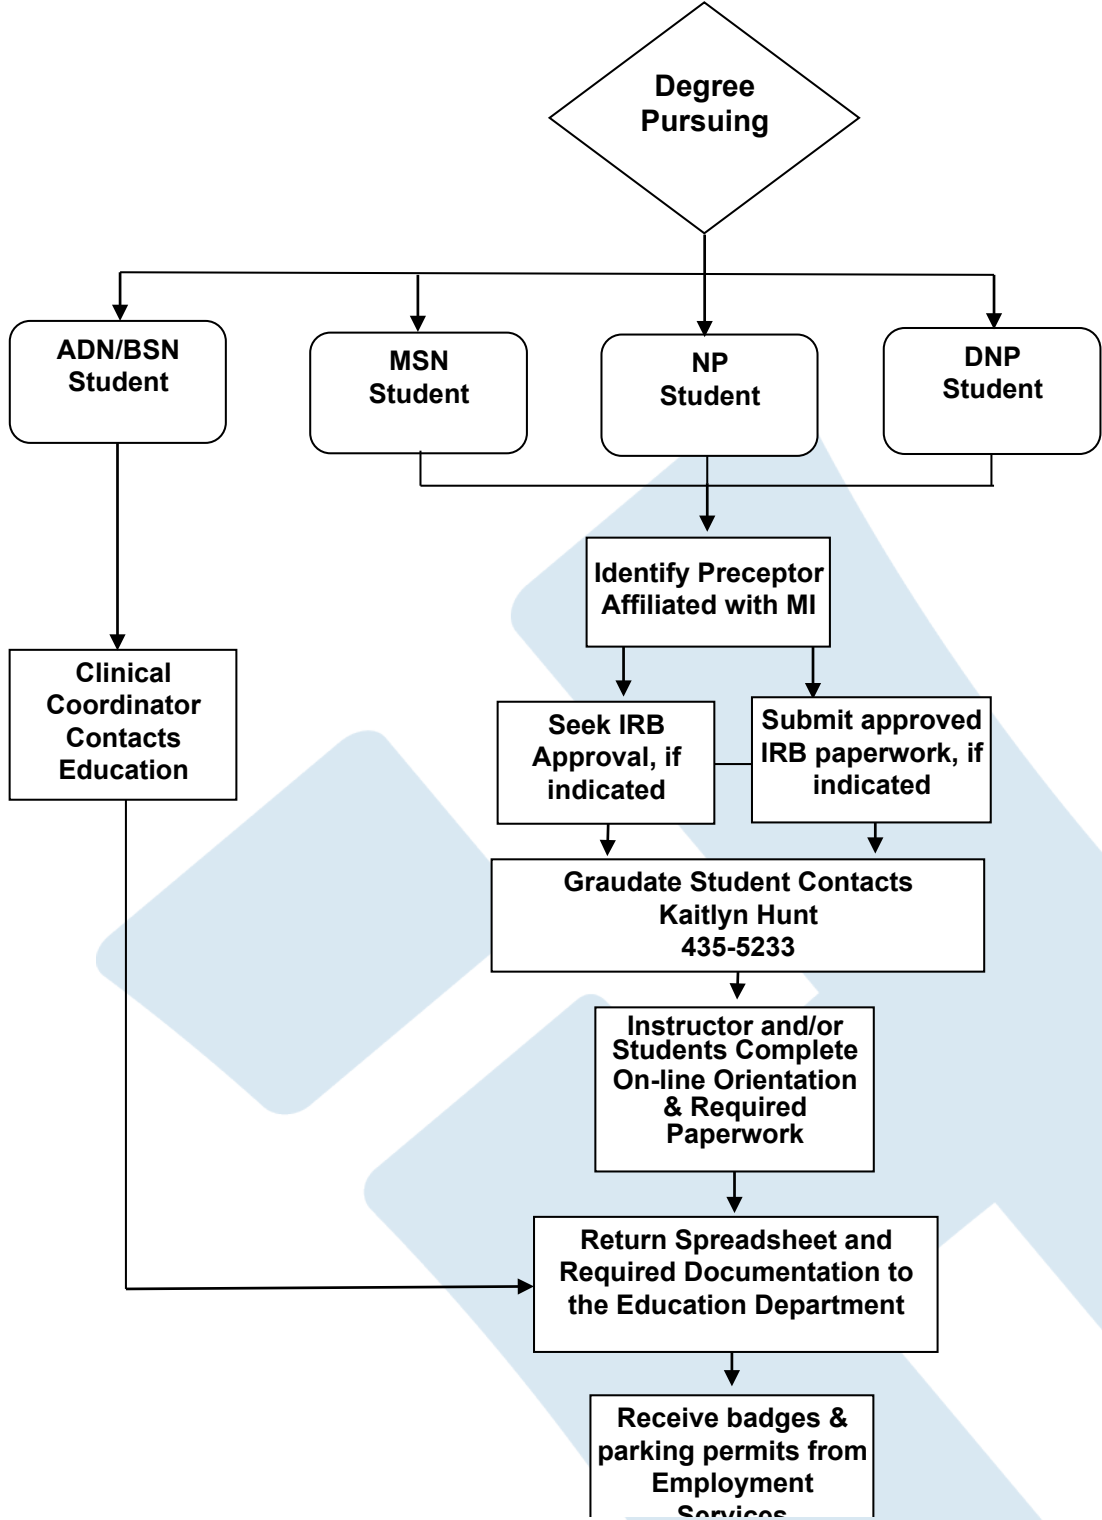 Degree
Pursuing
ADN/BSN
Student
MSN
Student
NP
Student
DNP
Student
Identify Preceptor
Affiliated with MI
Clinical
Coordinator
Contacts
Education
Seek IRB
Approval, if
indicated
Submit approved
IRB paperwork, if
indicated
Graudate Student Contacts
Kaitlyn Hunt
435-5233
Instructor and/or
Students Complete
On-line Orientation
& Required
Paperwork
Return Spreadsheet and
Required Documentation to
the Education Department
Receive badges &
parking permits from
Employment
Services